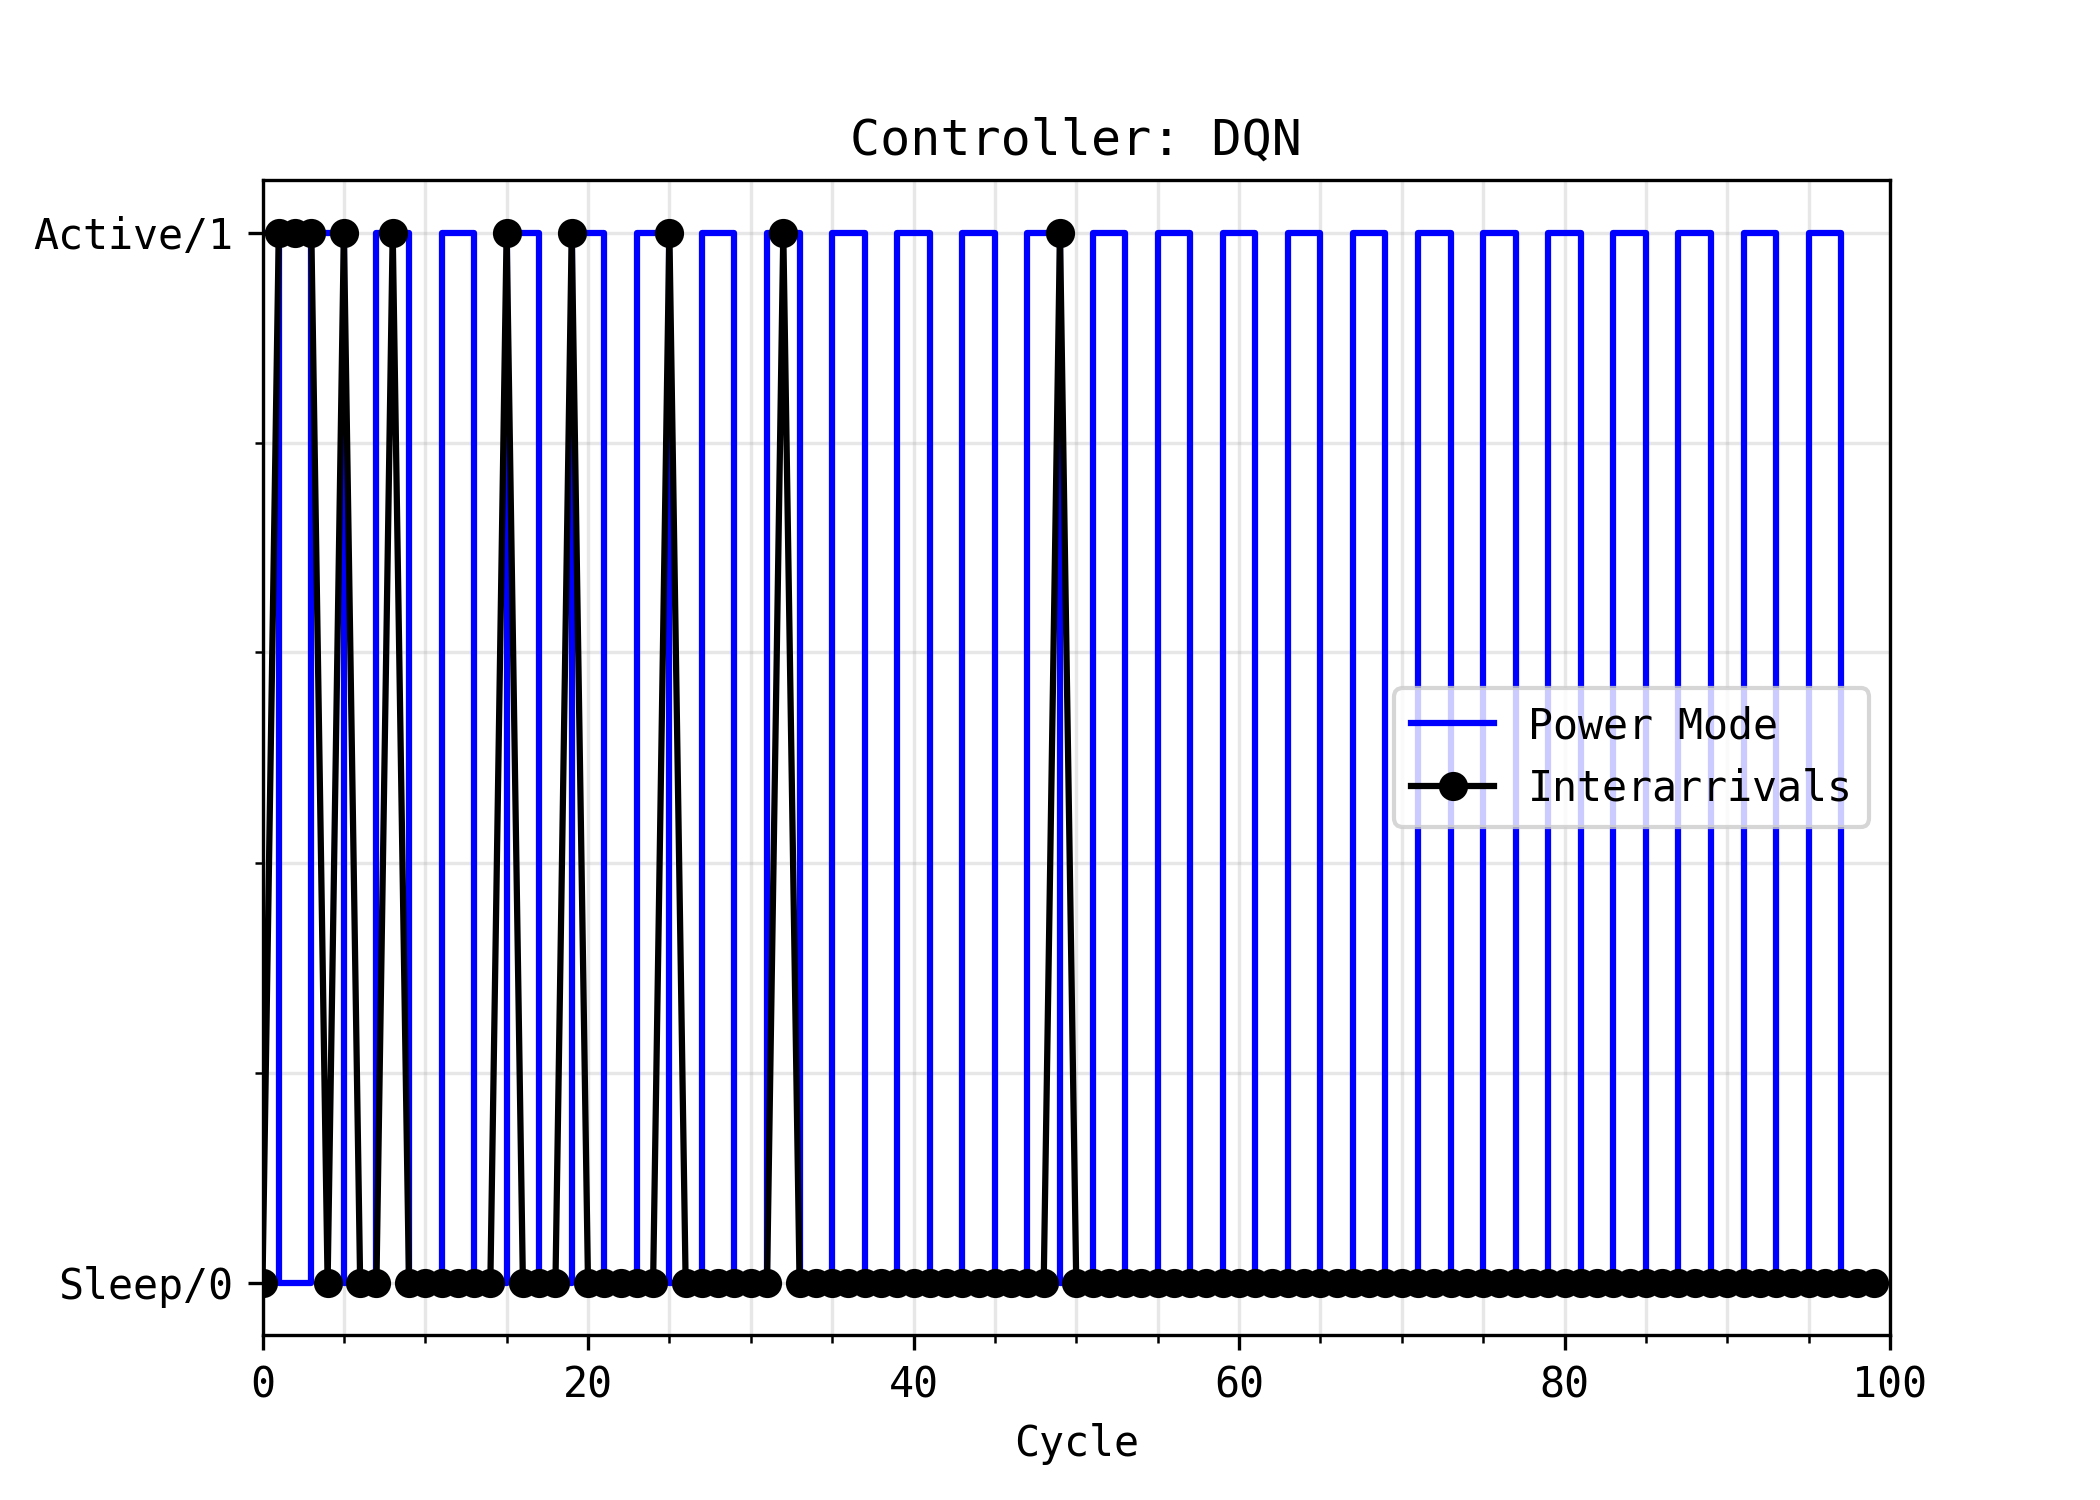 Controller: DQN
Active/1
Sleep/0
Power Mode
Interarrivals
0 20 40 60 80 100
Cycle